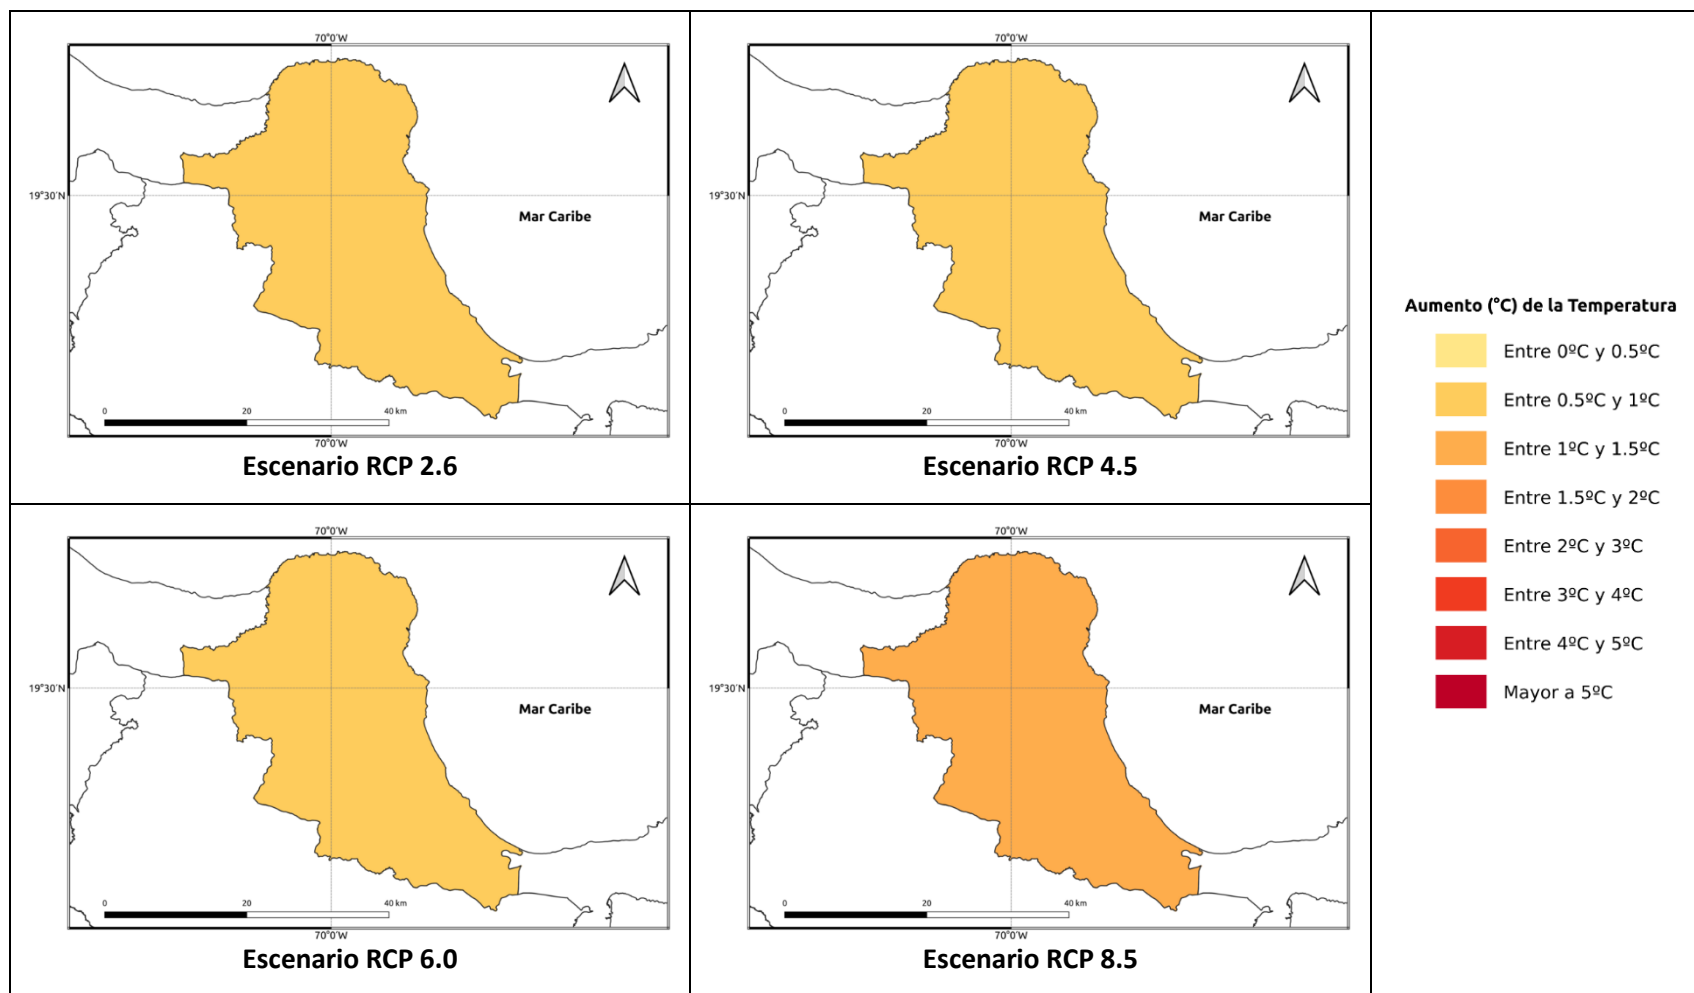 70°0'W
19°30'N
Mar Caribe
0 20 40 km
70°0'W
Escenario RCP 2.6
70°0'W
19°30'N
Mar Caribe
0 20 40 km
70°0'W
Escenario RCP 4.5
70°0'W
19°30'N
Mar Caribe
0 20 40 km
70°0'W
Escenario RCP 6.0
70°0'W
19°30'N
Mar Caribe
0 20 40 km
70°0'W
Escenario RCP 8.5
Aumento (°C) de la Temperatura
Entre 0ºC y 0.5ºC
Entre 0.5ºC y 1ºC
Entre 1ºC y 1.5ºC
Entre 1.5ºC y 2ºC
Entre 2ºC y 3ºC
Entre 3ºC y 4ºC
Entre 4ºC y 5ºC
Mayor a 5ºC